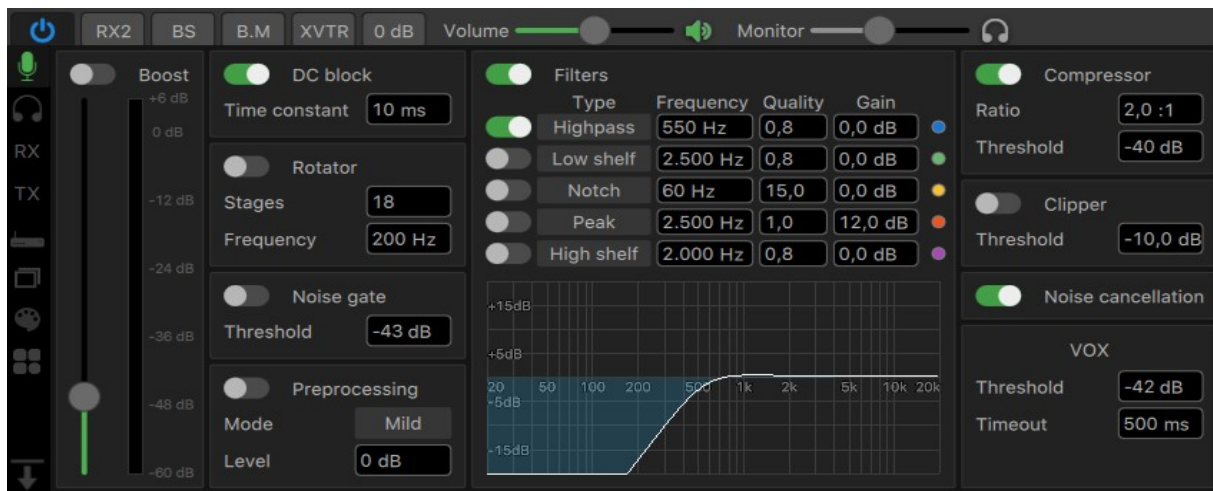 RX2 BS B.M XVTR 0 dB Volume Monitor
RX
TX
Boost
+6 dB
0 dB
-12 dB
-24 dB
-36 dB
-48 dB
-60 dB
DC block
Time constant 10 ms
Rotator
Stages 18
Frequency 200 Hz
Noise gate
Threshold -43 dB
Preprocessing
Mode Mild
Level 0 dB
Filters
Type Frequency Quality Gain
Highpass 550 Hz 0,8 0,0 dB
Low shelf 2.500 Hz 0,8 0,0 dB
Notch 60 Hz 15,0 0,0 dB
Peak 2.500 Hz 1,0 12,0 dB
High shelf 2.000 Hz 0,8 0,0 dB
+15dB
+5dB
20 50 100 200 500 1k 2k 5k 10k 20k
-5dB
-15dB
Compressor
Ratio 2,0 :1
Threshold -40 dB
Clipper
Threshold -10,0 dB
Noise cancellation
VOX
Threshold -42 dB
Timeout 500 ms